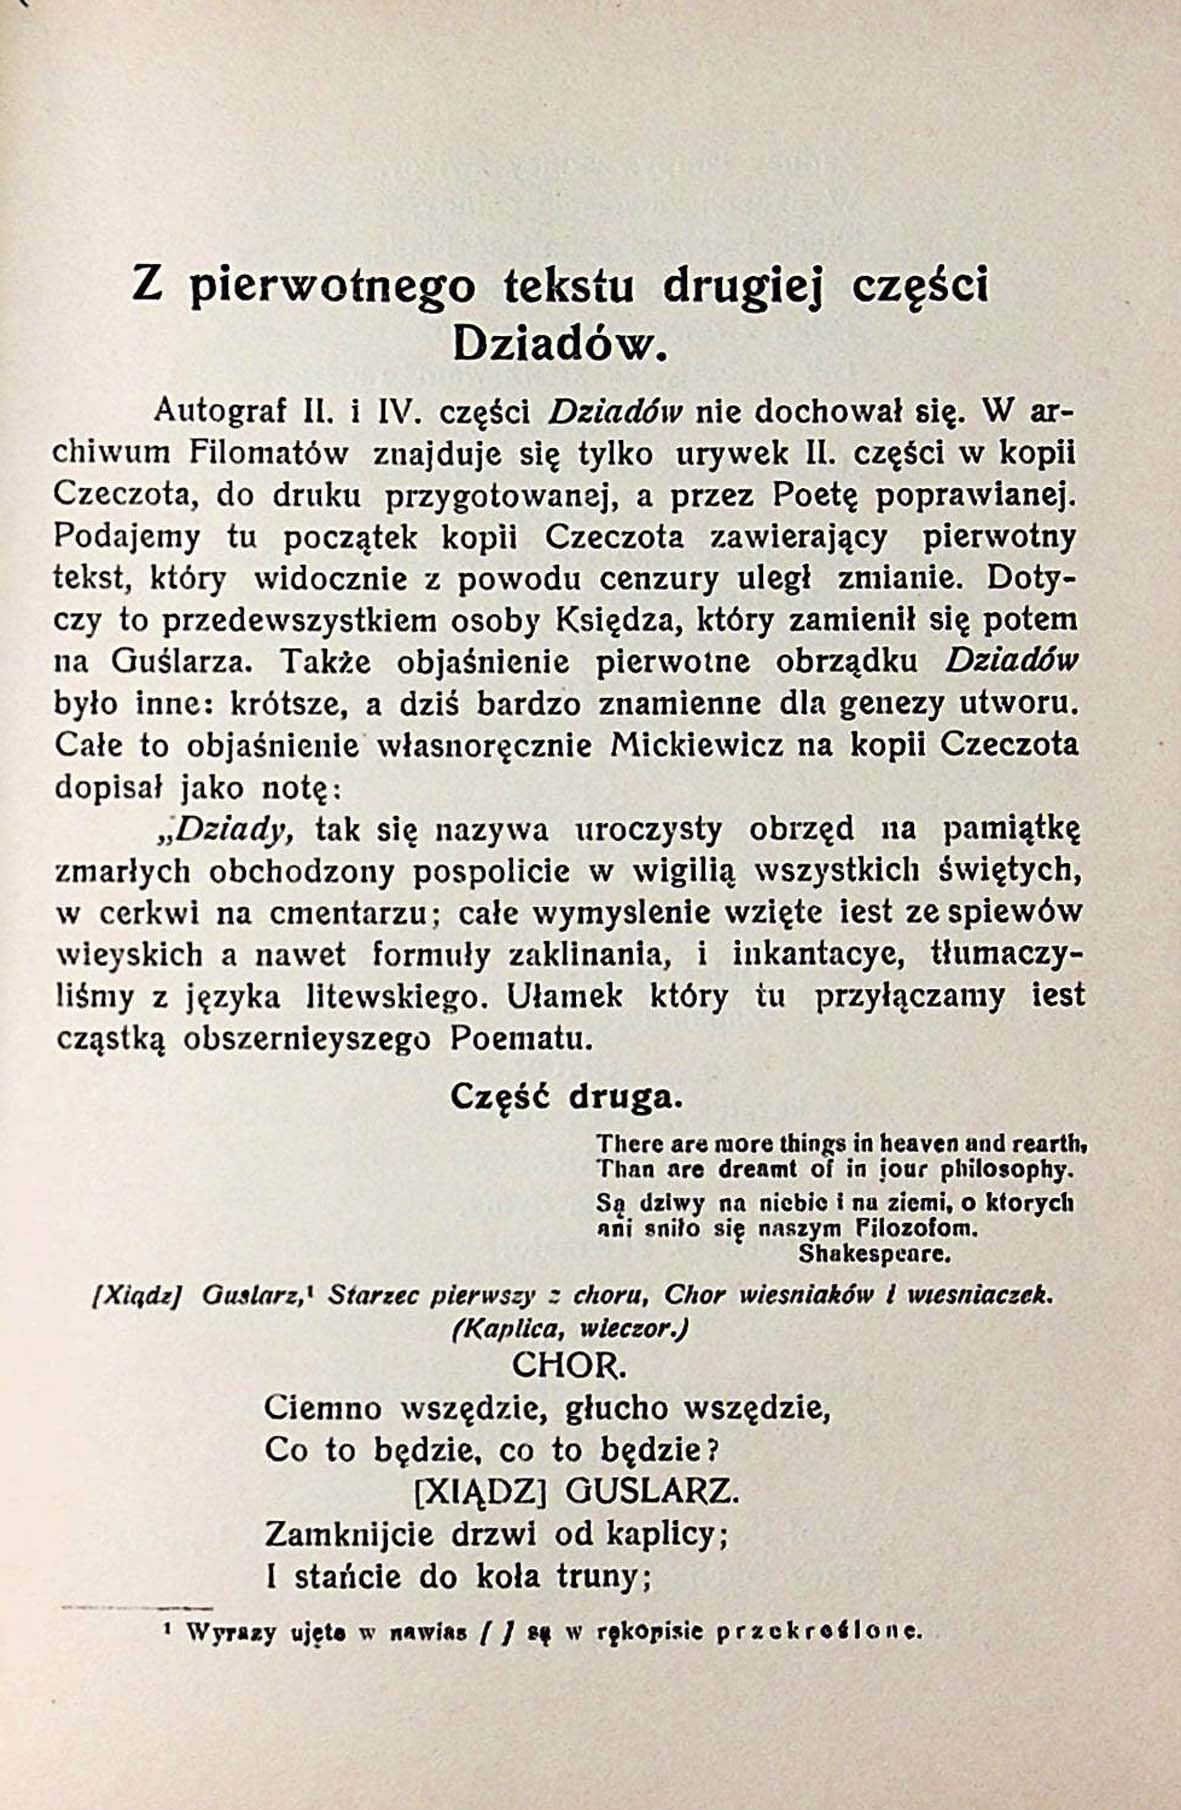 Z pierwotnego tekstu drugiej części
Dziadów.
Autograf II. i IV. części Dziadów nie dochował się. W ar-
chiwum Filomatów znajduje się tylko urywek II. części w kopii
Czeczota, do druku przygotowanej, a przez Poetę poprawianej.
Podajemy tu początek kopii Czeczota zawierający pierwotny
tekst, który widocznie z powodu cenzury uległ zmianie. Doty-
czy to przedewszystkiem osoby Księdza, który zamienił się potem
na Guślarza. Także objaśnienie pierwotne obrządku Dziadów
było inne: krótsze, a dziś bardzo znamienne dla genezy utworu.
Całe to objaśnienie własnoręcznie Mickiewicz na kopii Czeczota
dopisał jako notę:
„Dziady, tak się nazywa uroczysty obrzęd na pamiątkę
zmarłych obchodzony pospolicie w wigilią wszystkich świętych,
w cerkwi na cmentarzu; całe wymyslenie wzięte iest ze spiewów
wieyskich a nawet formuły zaklinania, i inkantacye, tłumaczy-
liśmy z języka litewskiego. Ułamek który tu przyłączamy iest
cząstką obszernieyszego Poematu.
Część druga.
There are more things in heaven and rearth,
Than are dreamt of in jour philosophy.
Są dziwy na niebie i na ziemi, o ktorych
ani sniło się naszym Filozofom.
Shakespeare.
[Xiądz] Guslarz,¹ Starzec pierwszy z choru, Chor wiesniaków i wiesniaczek.
(Kaplica, wieczor.)
CHOR.
Ciemno wszędzie, głucho wszędzie,
Co to będzie, co to będzie?
[XIĄDZ] GUSLARZ.
Zamknijcie drzwi od kaplicy;
I stańcie do koła truny;
¹ Wyrazy ujęte w nawias [ ] są w rękopisie przekreślone.